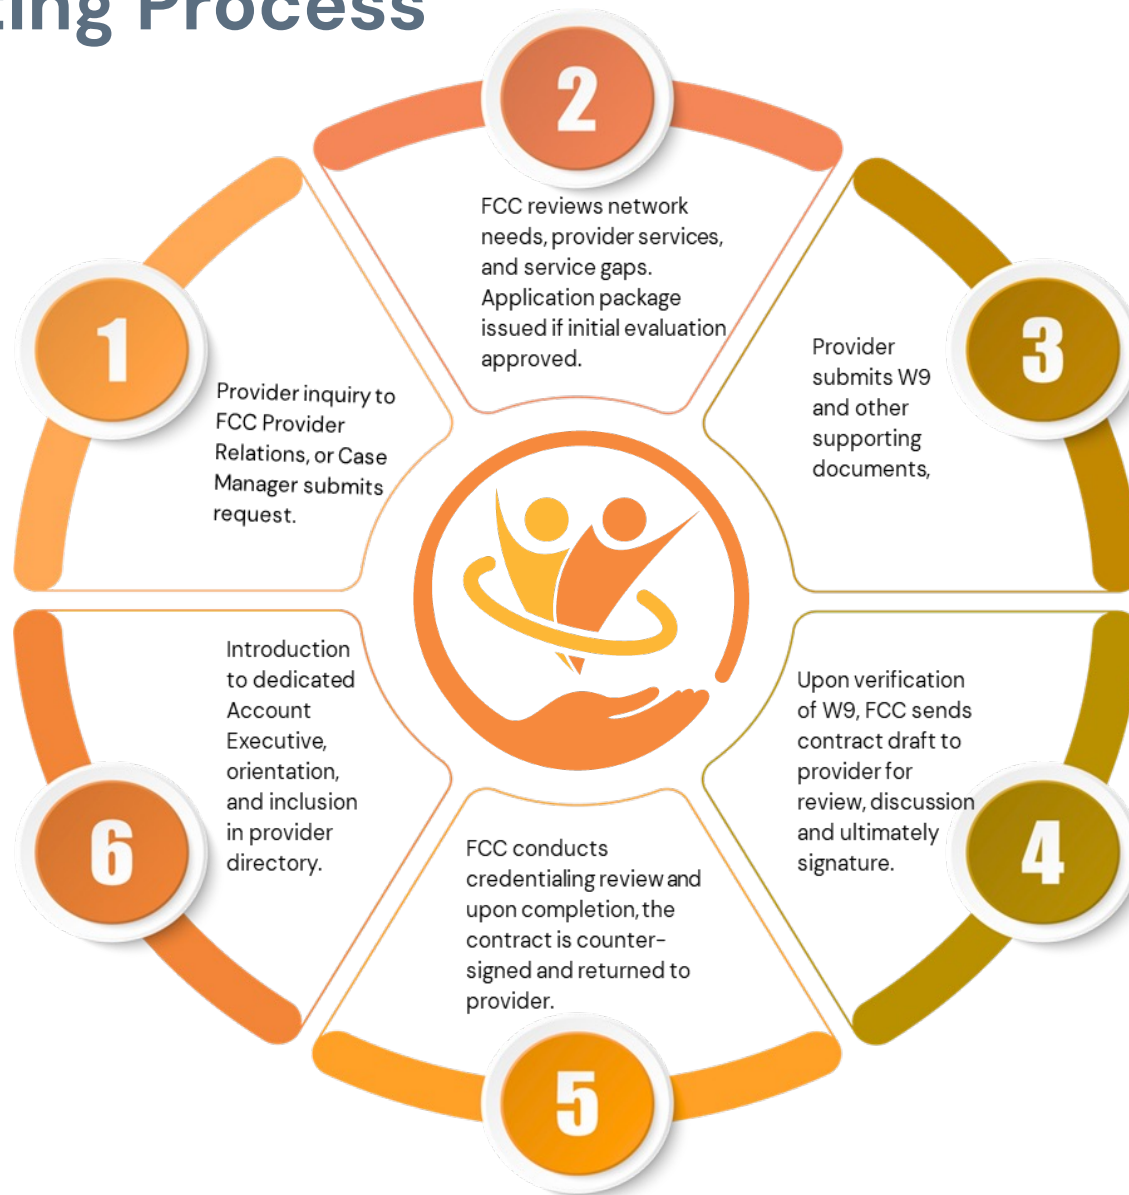 ting Process
1
Provider inquiry to
FCC Provider
Relations, or Case
Manager submits
request.
2
FCC reviews network
needs, provider services,
and service gaps.
Application package
issued if initial evaluation
approved.
3
Provider
submits W9
and other
supporting
documents,
4
Upon verification
of W9, FCC sends
contract draft to
provider for
review, discussion
and ultimately
signature.
5
FCC conducts
credentialing review and
upon completion, the
contract is counter-
signed and returned to
provider.
6
Introduction
to dedicated
Account
Executive,
orientation,
and inclusion
in provider
directory.